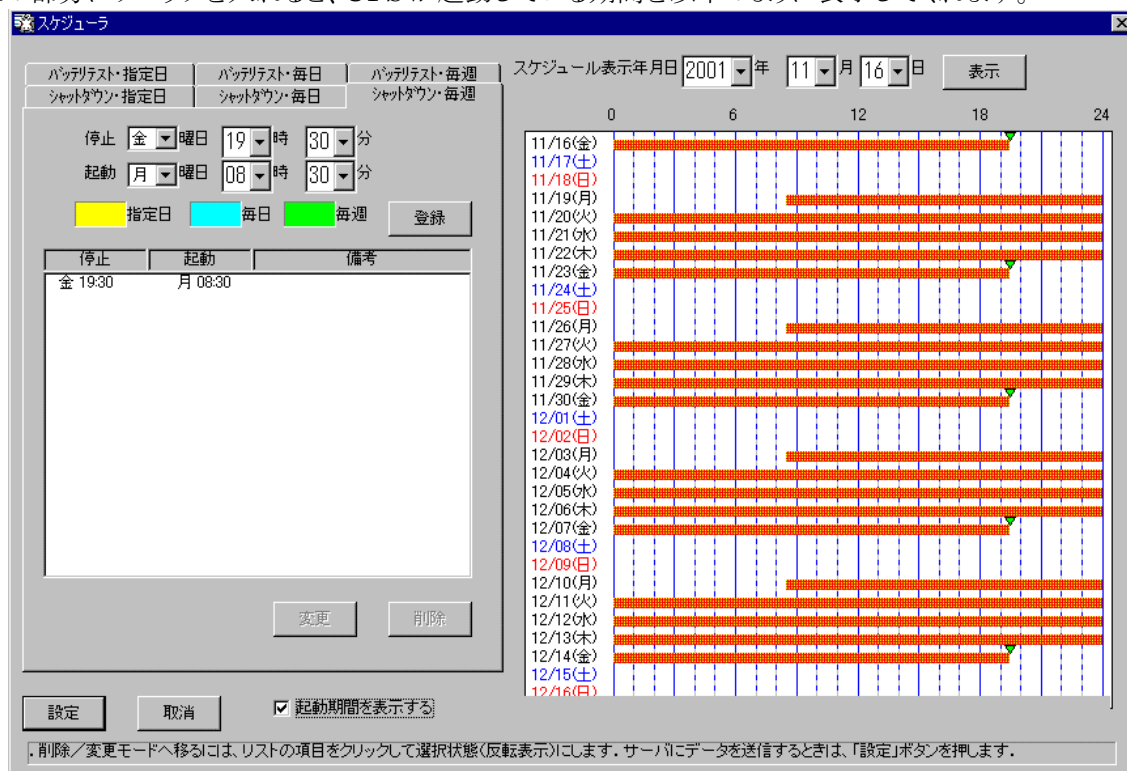 スケジューラ
バッテリテスト・指定日 バッテリテスト・毎日 バッテリテスト・毎週
シャットダウン・指定日 シャットダウン・毎日 シャットダウン・毎週
停止 金 曜日 19 時 30 分
起動 月 曜日 08 時 30 分
指定日 毎日 毎週 登録
停止 起動 備考
金 19:30 月 08:30
変更 削除
設定 取消 起動期間を表示する
スケジュール表示年月日 2001 年 11 月 16 日 表示
0 6 12 18 24
11/16(金)
11/17(土)
11/18(日)
11/19(月)
11/20(火)
11/21(水)
11/22(木)
11/23(金)
11/24(土)
11/25(日)
11/26(月)
11/27(火)
11/28(水)
11/29(木)
11/30(金)
12/01(土)
12/02(日)
12/03(月)
12/04(火)
12/05(水)
12/06(木)
12/07(金)
12/08(土)
12/09(日)
12/10(月)
12/11(火)
12/12(水)
12/13(木)
12/14(金)
12/15(土)
12/16(日)
.削除/変更モードへ移るには、リストの項目をクリックして選択状態(反転表示)にします. サーバにデータを送信するときは、「設定」ボタンを押します.